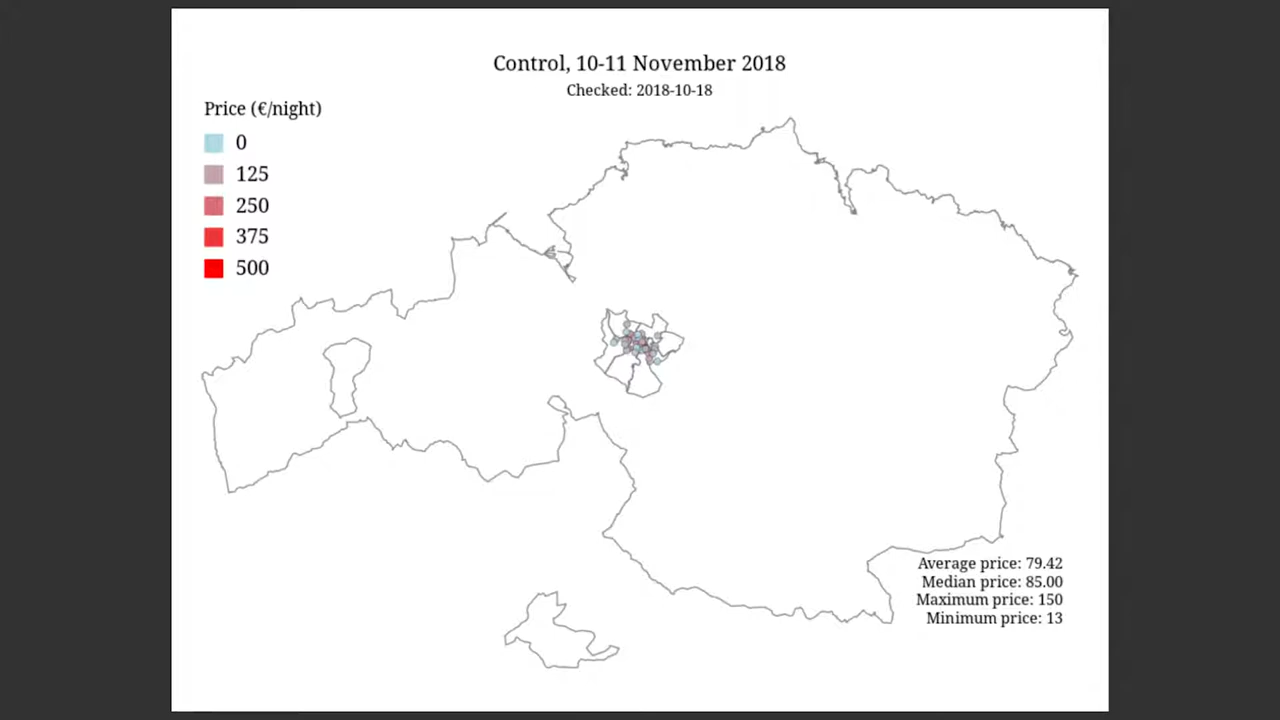 Control, 10-11 November 2018
Checked: 2018-10-18
Price (€/night)
0
125
250
375
500
Average price: 79.42
Median price: 85.00
Maximum price: 150
Minimum price: 13